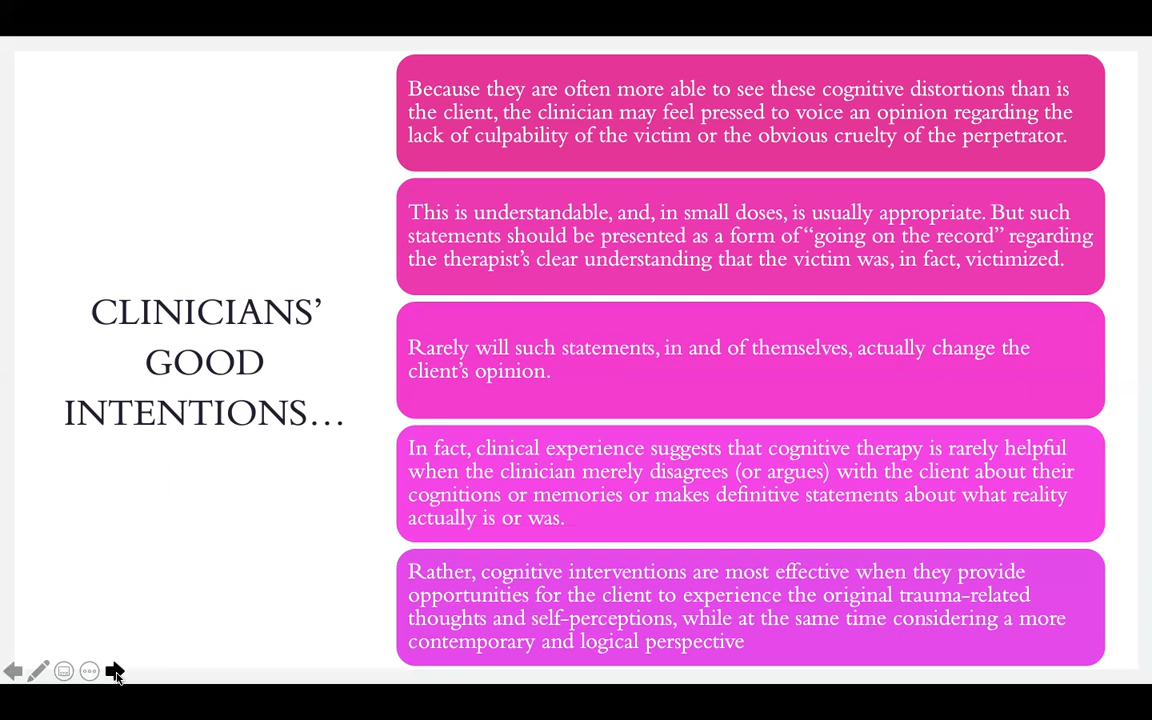 CLINICIANS’
GOOD
INTENTIONS…
Because they are often more able to see these cognitive distortions than is
the client, the clinician may feel pressed to voice an opinion regarding the
lack of culpability of the victim or the obvious cruelty of the perpetrator.
This is understandable, and, in small doses, is usually appropriate. But such
statements should be presented as a form of “going on the record” regarding
the therapist’s clear understanding that the victim was, in fact, victimized.
Rarely will such statements, in and of themselves, actually change the
client’s opinion.
In fact, clinical experience suggests that cognitive therapy is rarely helpful
when the clinician merely disagrees (or argues) with the client about their
cognitions or memories or makes definitive statements about what reality
actually is or was.
Rather, cognitive interventions are most effective when they provide
opportunities for the client to experience the original trauma-related
thoughts and self-perceptions, while at the same time considering a more
contemporary and logical perspective